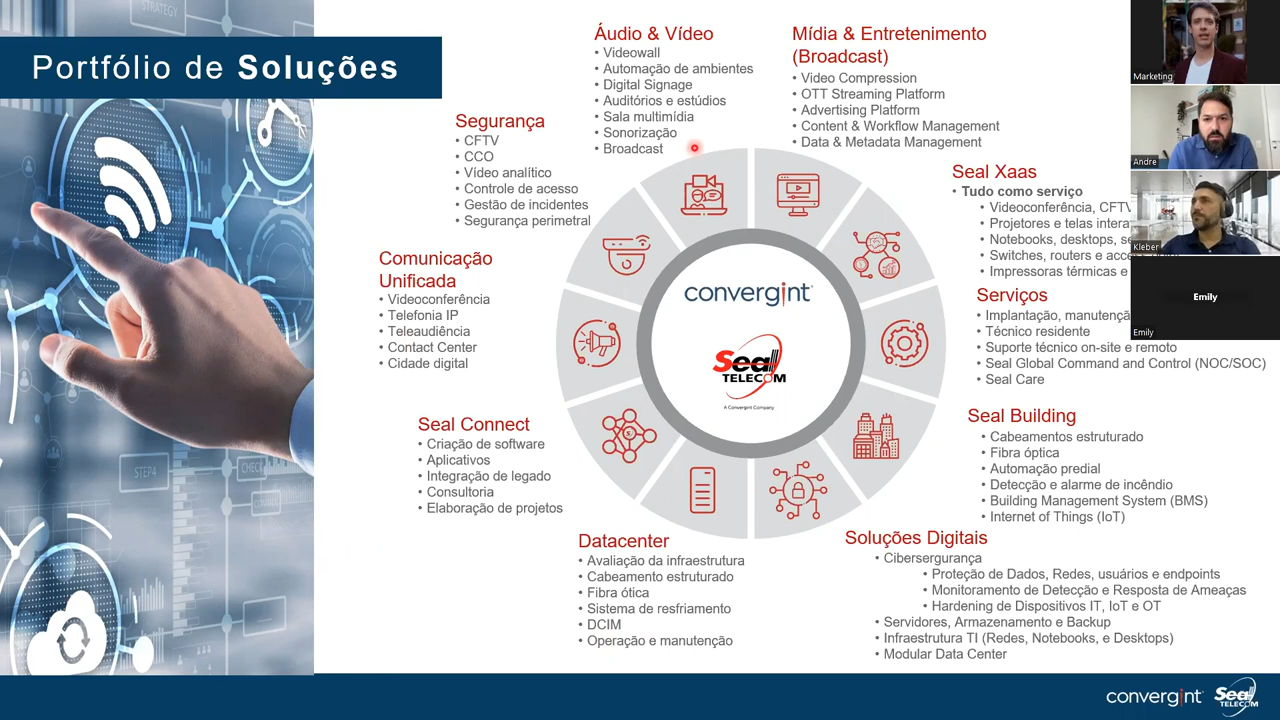 Portfólio de Soluções
Áudio & Vídeo
• Videowall
• Automação de ambientes
• Digital Signage
• Auditórios e estúdios
• Sala multimídia
• Sonorização
• Broadcast
Mídia & Entretenimento
(Broadcast)
• Video Compression
• OTT Streaming Platform
• Advertising Platform
• Content & Workflow Management
• Data & Metadata Management
Segurança
• CFTV
• CCO
• Vídeo analítico
• Controle de acesso
• Gestão de incidentes
• Segurança perimetral
Seal Xaas
• Tudo como serviço
• Videoconferência, CFTV
• Projetores e telas
• Notebooks, desktops,
• Switches, routers e
• Impressoras térmicas e
Comunicação
Unificada
• Videoconferência
• Telefonia IP
• Teleaudiência
• Contact Center
• Cidade digital
Serviços
• Implantação,
• Técnico residente
• Suporte técnico on-site e remoto
• Seal Global Command and Control (NOC/SOC)
• Seal Care
Seal Connect
• Criação de software
• Aplicativos
• Integração de legado
• Consultoria
• Elaboração de projetos
Seal Building
• Cabeamentos estruturado
• Fibra óptica
• Automação predial
• Detecção e alarme de incêndio
• Building Management System (BMS)
• Internet of Things (IoT)
Datacenter
• Avaliação da infraestrutura
• Cabeamento estruturado
• Fibra ótica
• Sistema de resfriamento
• DCIM
• Operação e manutenção
Soluções Digitais
• Cibersergurança
• Proteção de Dados, Redes, usuários e endpoints
• Monitoramento de Detecção e Resposta de Ameaças
• Hardening de Dispositivos IT, IoT e OT
• Servidores, Armazenamento e Backup
• Infraestrutura TI (Redes, Notebooks, e Desktops)
• Modular Data Center
convergint
Seal
TELECOM
A Convergint Company
Marketing
Andre
Kleber
Emily
Emily
STRATEGY
STEP4
CHECK
convergint
Seal
TELECOM